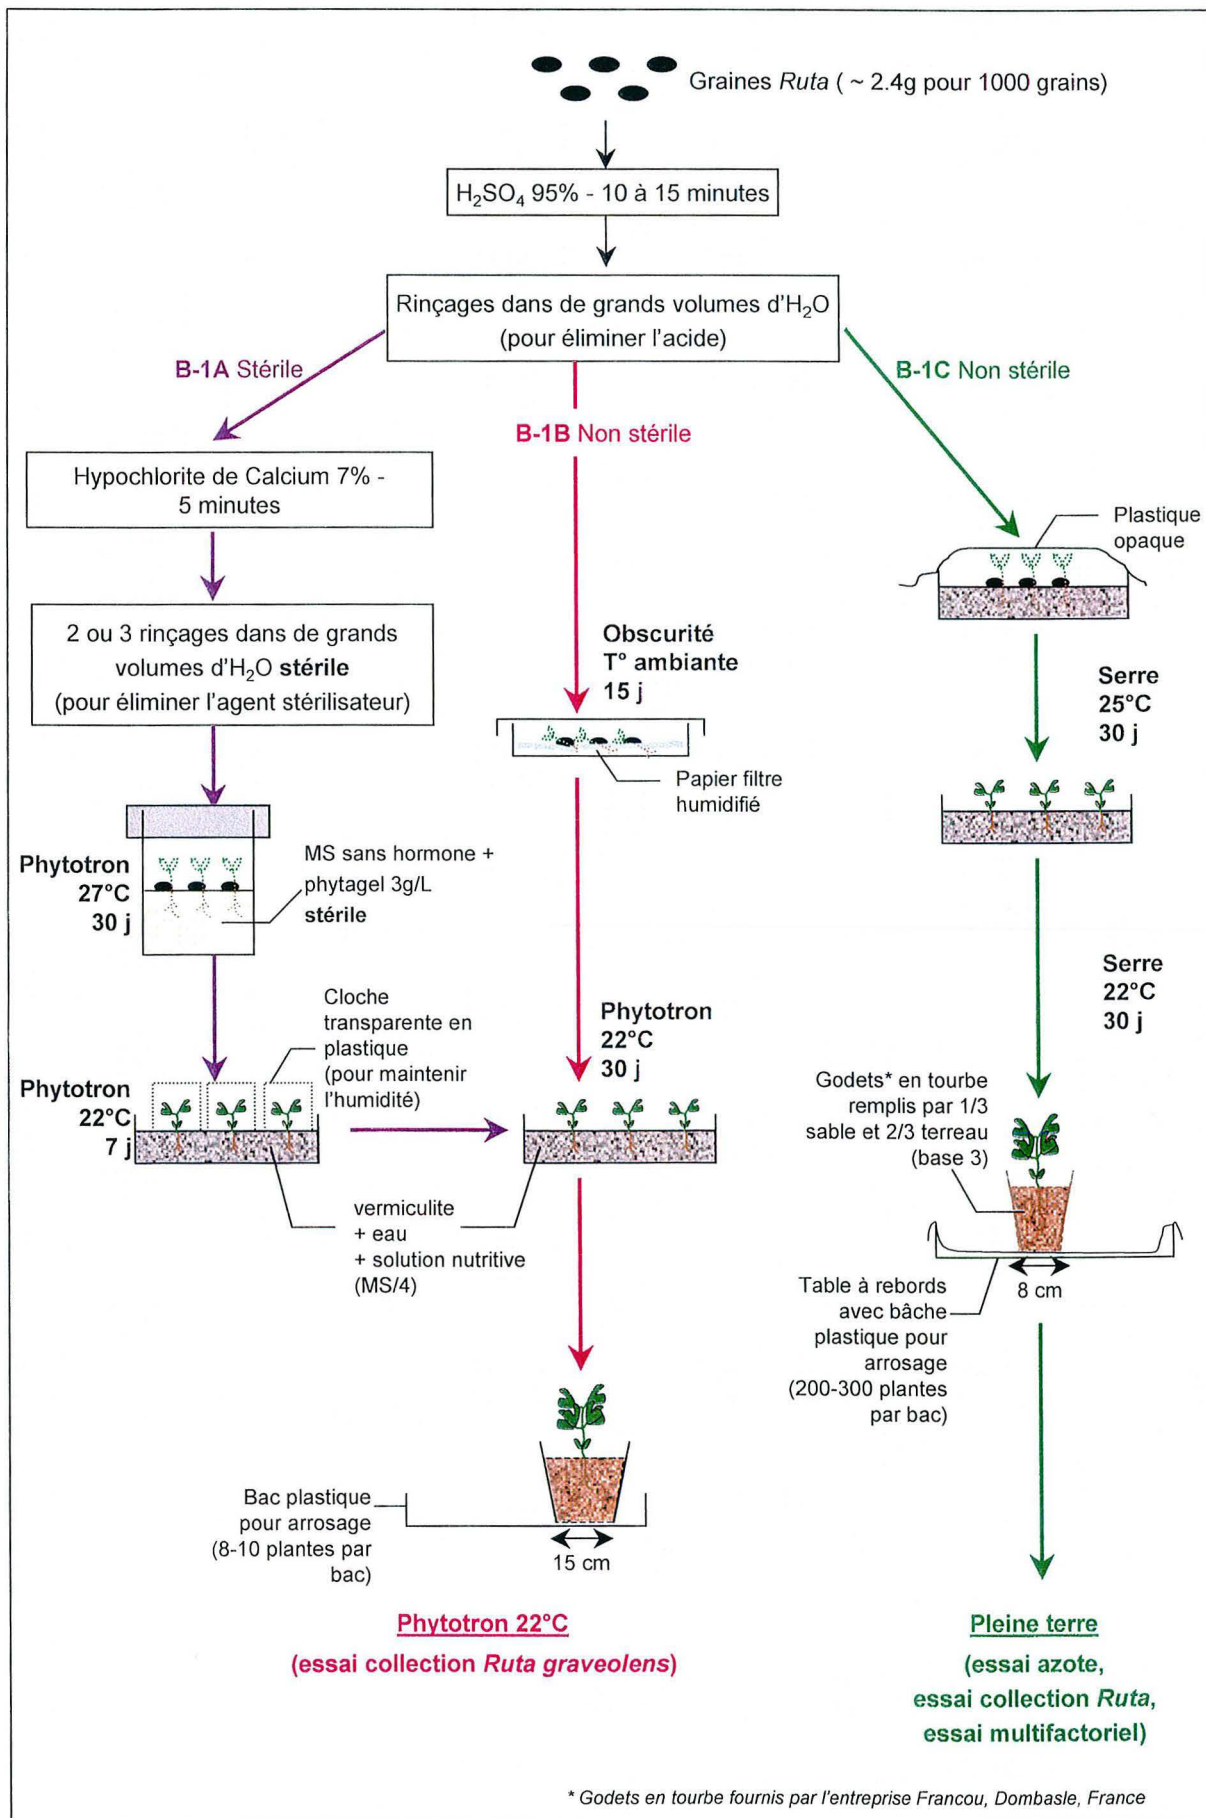 Graines Ruta ( ~ 2.4g pour 1000 grains)
H₂SO₄ 95% - 10 à 15 minutes
Rinçages dans de grands volumes d'H₂O
(pour éliminer l'acide)
B-1A Stérile
B-1B Non stérile
B-1C Non stérile
Hypochlorite de Calcium 7% -
5 minutes
2 ou 3 rinçages dans de grands
volumes d'H₂O stérile
(pour éliminer l'agent stérilisateur)
Phytotron
27°C
30 j
MS sans hormone +
phytagel 3g/L
stérile
Phytotron
22°C
7 j
Cloche
transparente en
plastique
(pour maintenir
l'humidité)
vermiculite
+ eau
+ solution nutritive
(MS/4)
Obscurité
T° ambiante
15 j
Papier filtre
humidifié
Phytotron
22°C
30 j
Bac plastique
pour arrosage
(8-10 plantes par
bac)
15 cm
Phytotron 22°C
(essai collection Ruta graveolens)
Plastique
opaque
Serre
25°C
30 j
Serre
22°C
30 j
Godets* en tourbe
remplis par 1/3
sable et 2/3 terreau
(base 3)
8 cm
Table à rebords
avec bâche
plastique pour
arrosage
(200-300 plantes
par bac)
Pleine terre
(essai azote,
essai collection Ruta,
essai multifactoriel)
* Godets en tourbe fournis par l'entreprise Francou, Dombasle, France